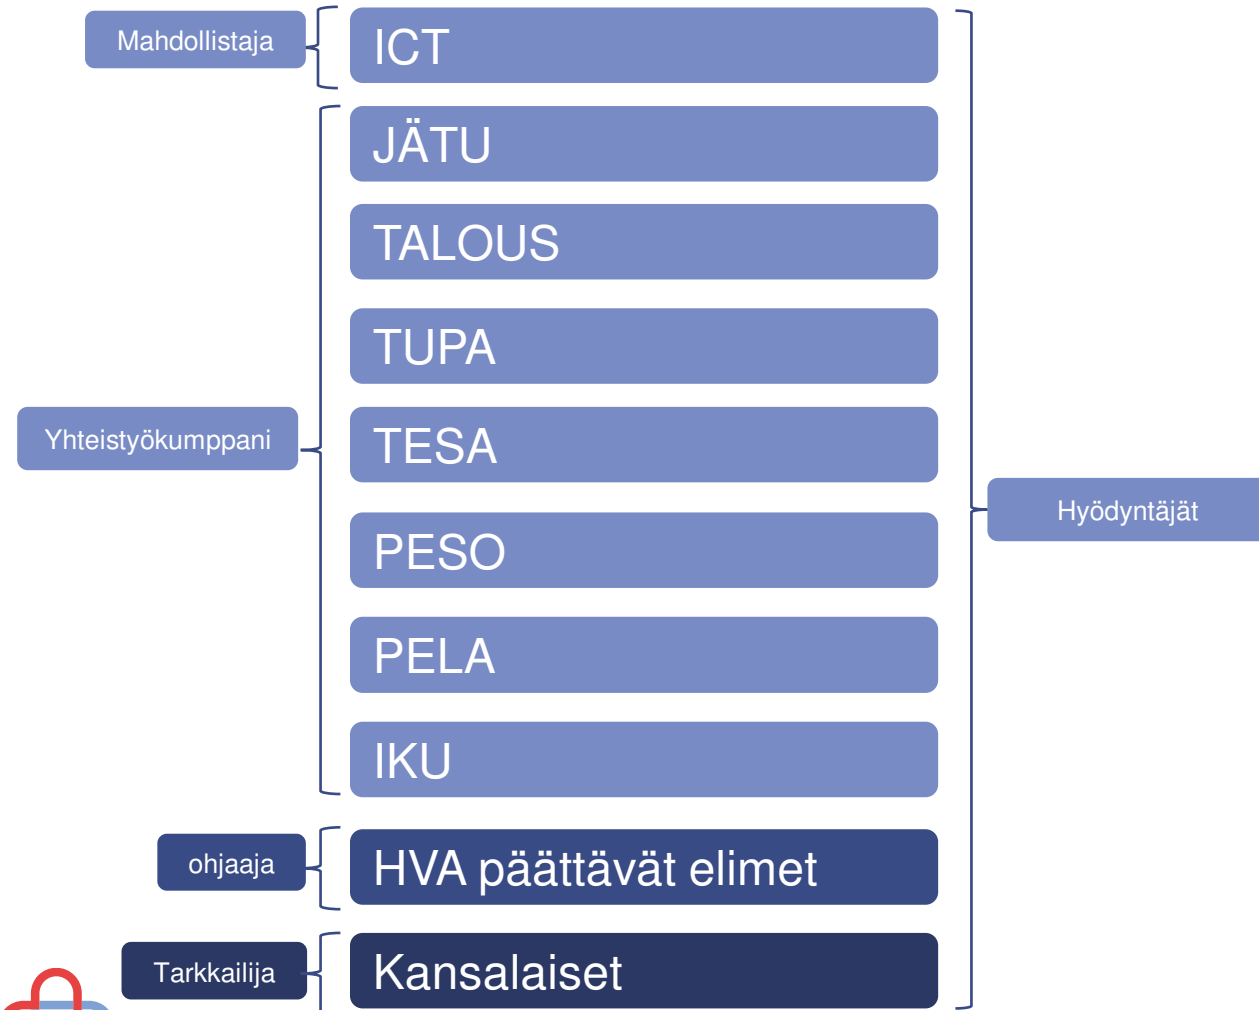 Mahdollistaja
ICT
JÄTU
TALOUS
TUPA
Yhteistyökumppani
TESA
Hyödyntäjät
PESO
PELA
IKU
ohjaaja
HVA päättävät elimet
Tarkkailija
Kansalaiset